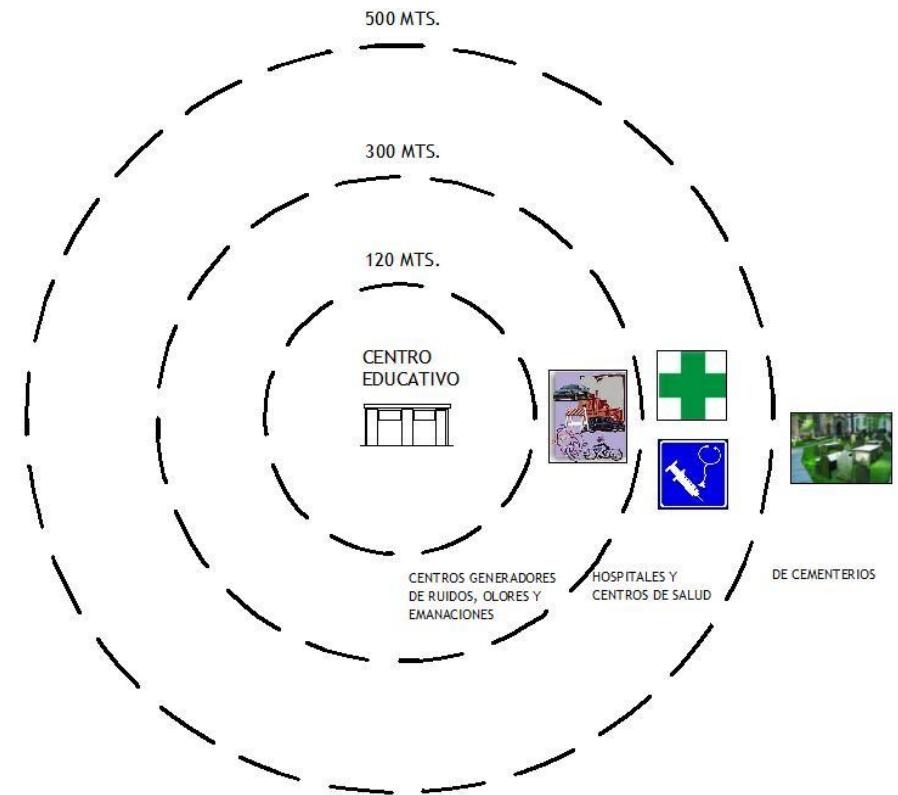 500 MTS.
300 MTS.
120 MTS.
CENTRO
EDUCATIVO
CENTROS GENERADORES
DE RUIDOS, OLORES Y
EMANACIONES
HOSPITALES Y
CENTROS DE SALUD
DE CEMENTERIOS